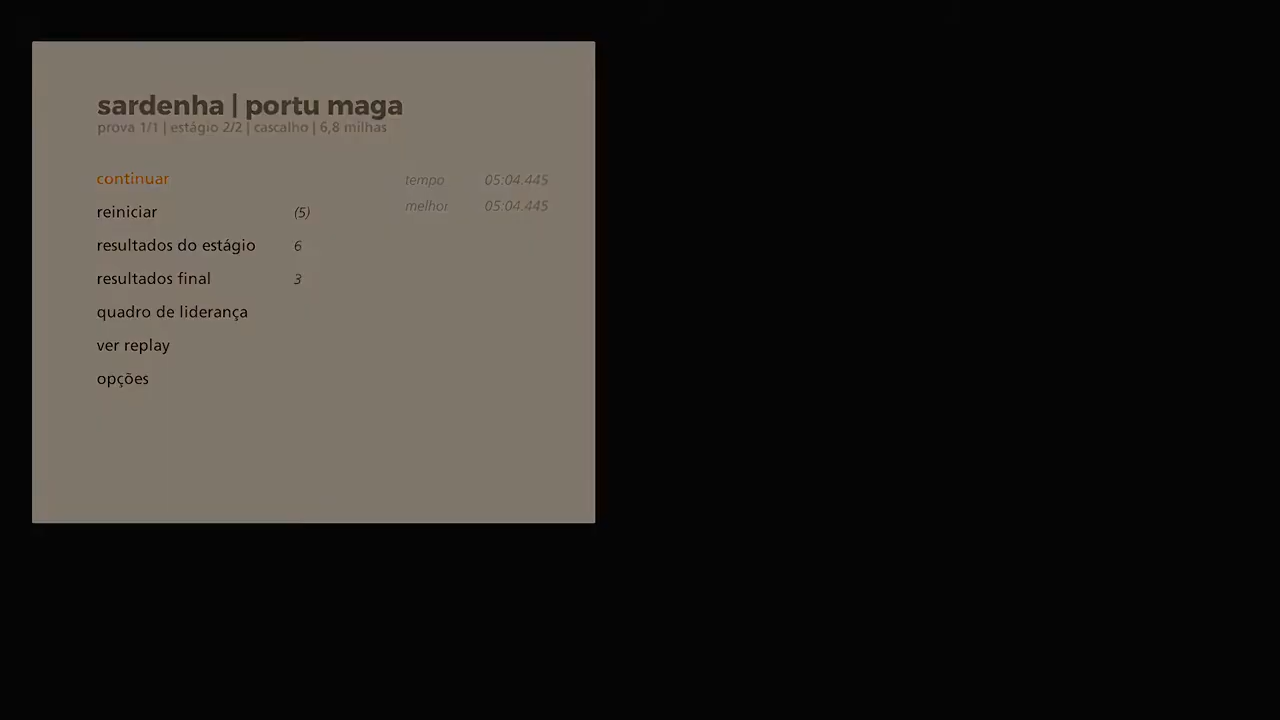 sardenha | portu maga
prova 1/1 | estágio 2/2 | cascalho | 6,8 milhas
continuar
tempo 05:04.445
reiniciar (5)
melhor 05:04.445
resultados do estágio 6
resultados final 3
quadro de liderança
ver replay
opções